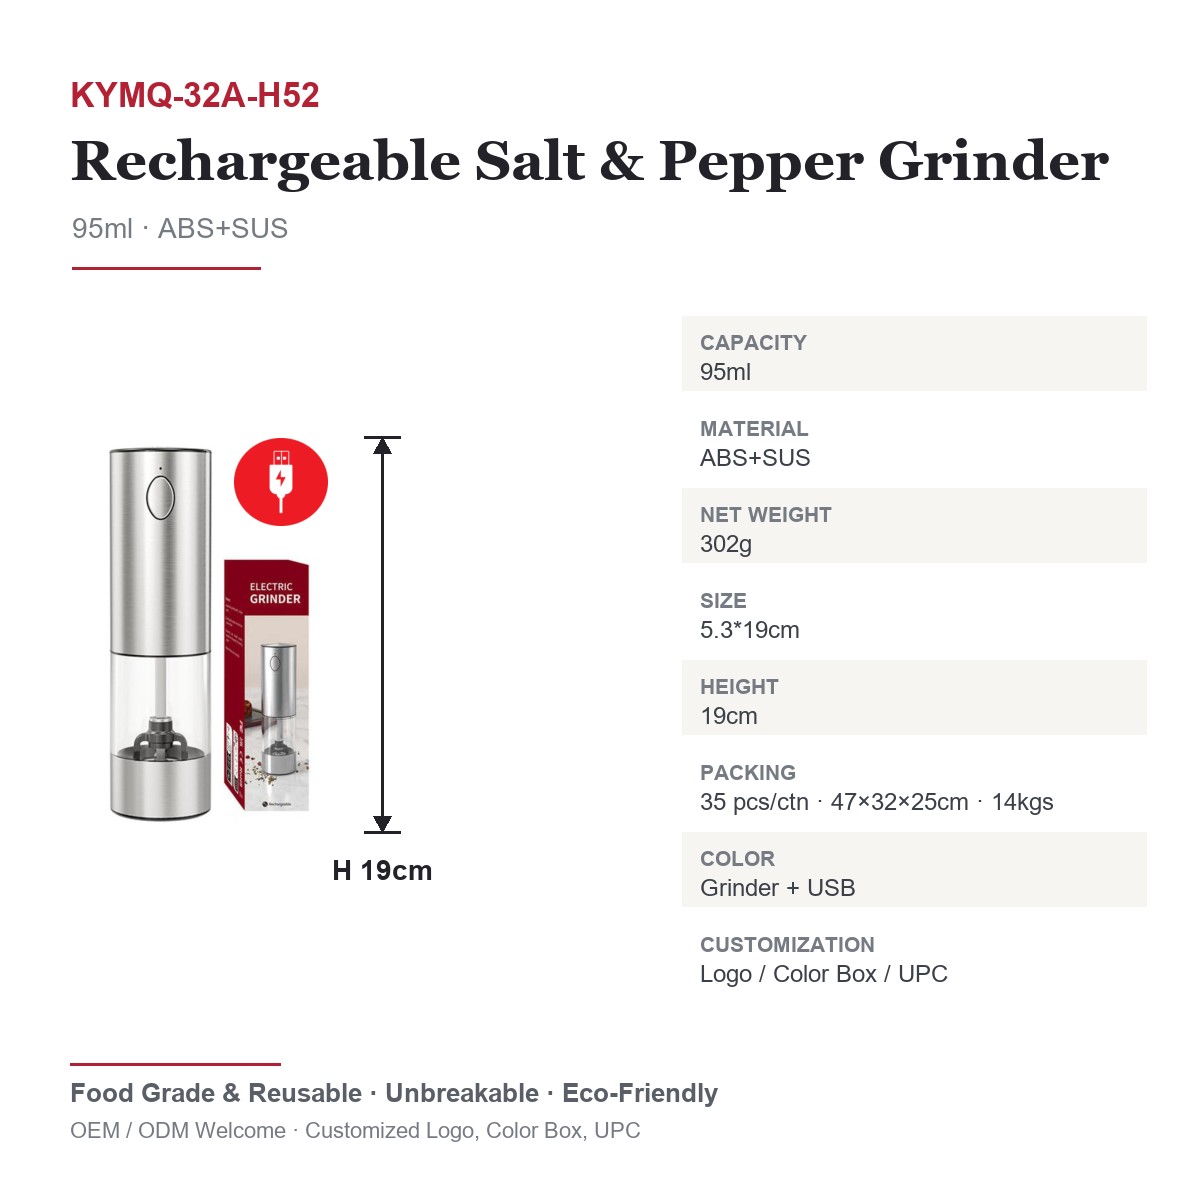 KYMQ-32A-H52
Rechargeable Salt & Pepper Grinder
95ml · ABS+SUS
ELECTRIC
GRINDER
Rechargeable
H 19cm
CAPACITY
95ml
MATERIAL
ABS+SUS
NET WEIGHT
302g
SIZE
5.3*19cm
HEIGHT
19cm
PACKING
35 pcs/ctn · 47×32×25cm · 14kgs
COLOR
Grinder + USB
CUSTOMIZATION
Logo / Color Box / UPC
Food Grade & Reusable · Unbreakable · Eco-Friendly
OEM / ODM Welcome · Customized Logo, Color Box, UPC